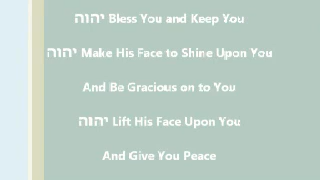 יהוה Bless You and Keep You
יהוה Make His Face to Shine Upon You
And Be Gracious on to You
יהוה Lift His Face Upon You
And Give You Peace